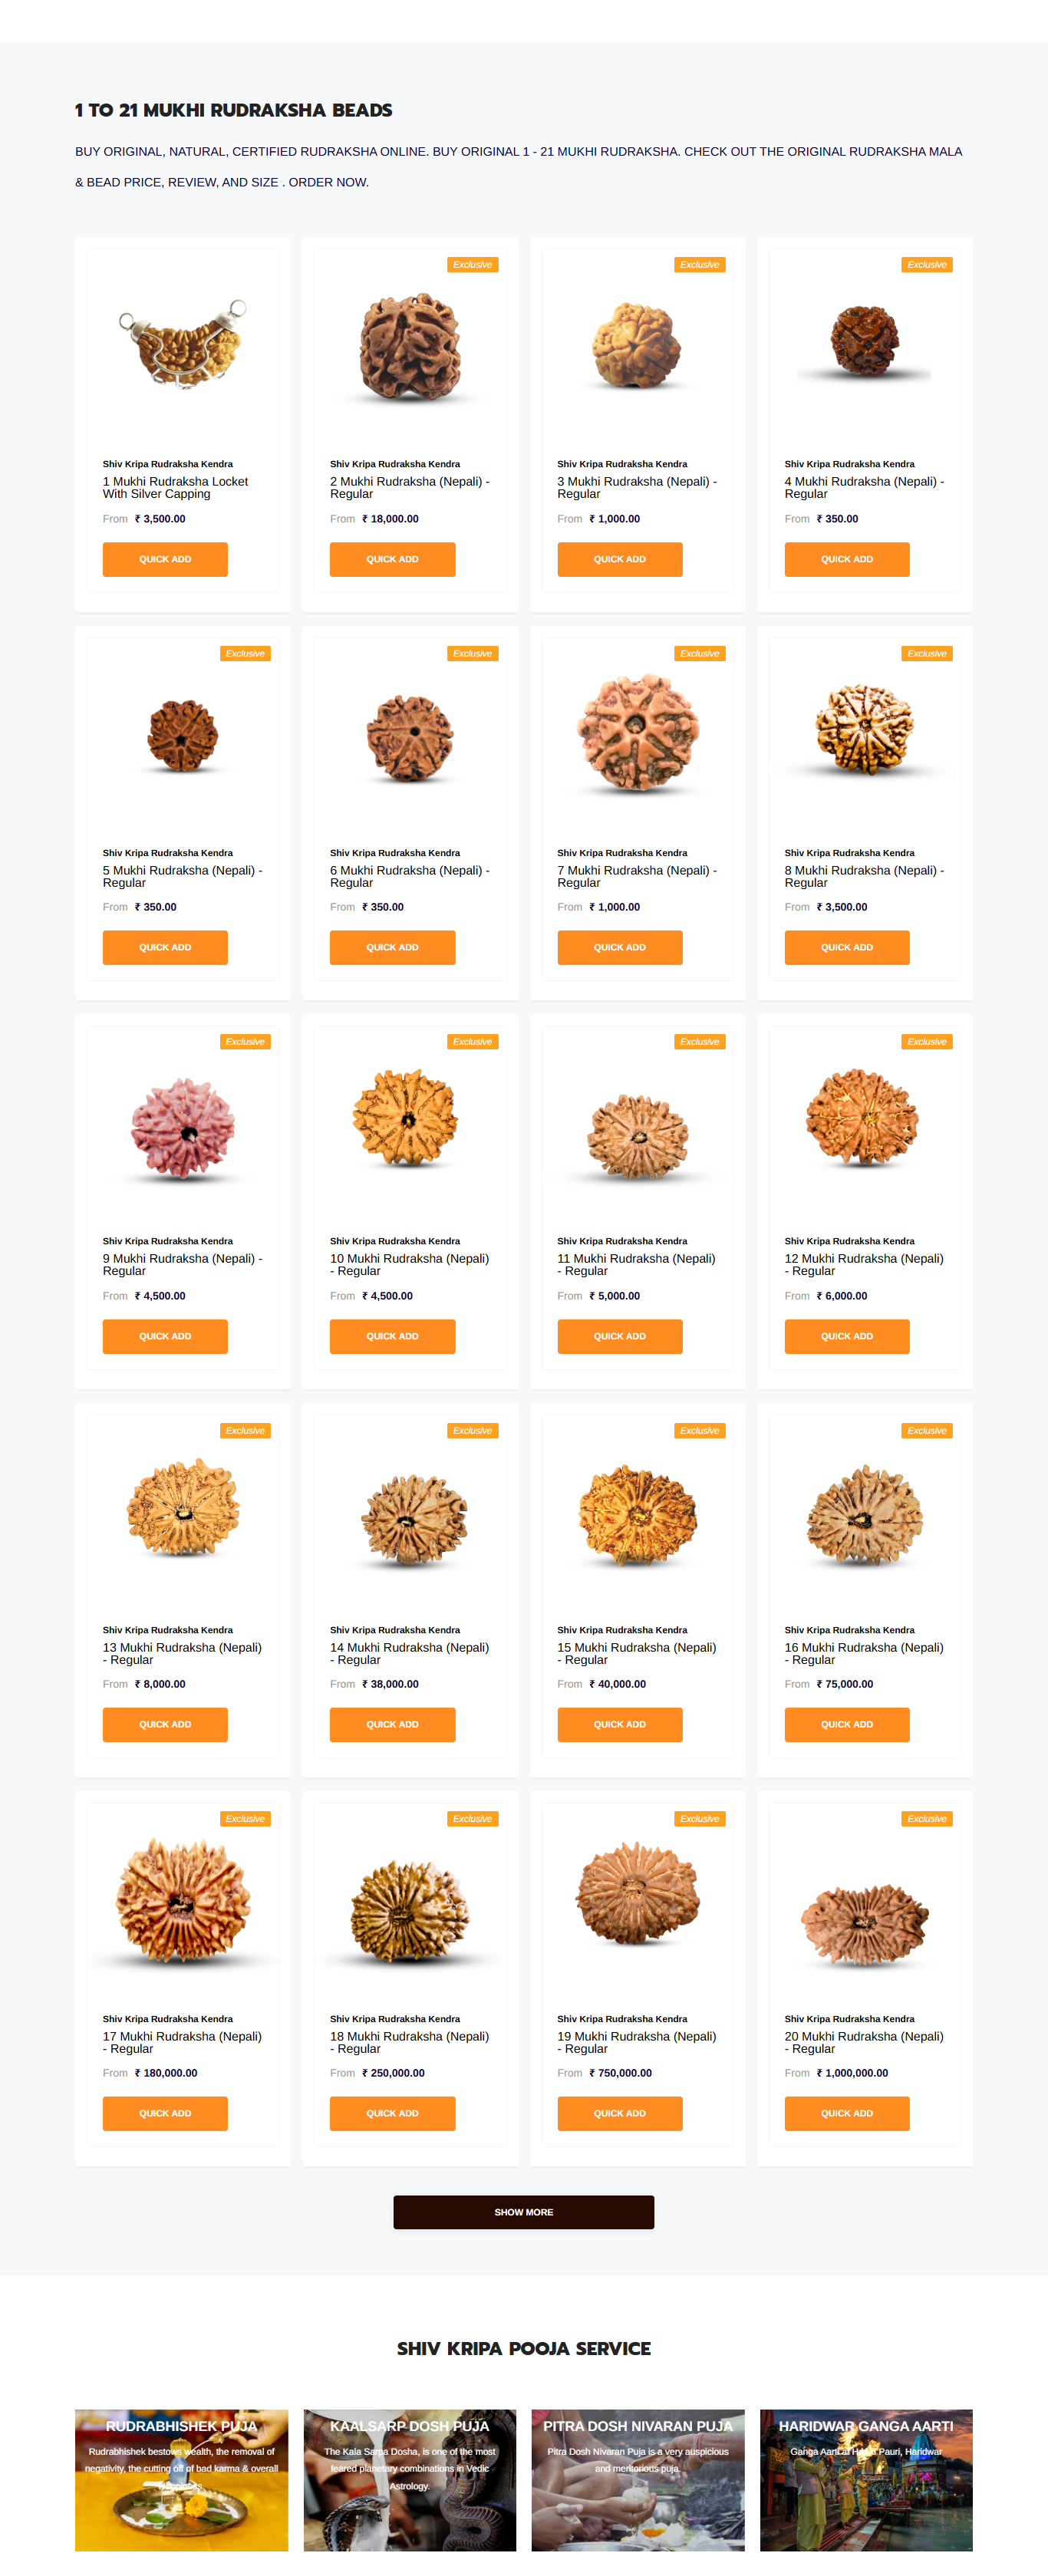 1 TO 21 MUKHI RUDRAKSHA BEADS
BUY ORIGINAL, NATURAL, CERTIFIED RUDRAKSHA ONLINE. BUY ORIGINAL 1 - 21 MUKHI RUDRAKSHA. CHECK OUT THE ORIGINAL RUDRAKSHA MALA
& BEAD PRICE, REVIEW, AND SIZE . ORDER NOW.
Shiv Kripa Rudraksha Kendra
1 Mukhi Rudraksha Locket
With Silver Capping
From ₹ 3,500.00
QUICK ADD
Exclusive
Shiv Kripa Rudraksha Kendra
2 Mukhi Rudraksha (Nepali) -
Regular
From ₹ 18,000.00
QUICK ADD
Exclusive
Shiv Kripa Rudraksha Kendra
3 Mukhi Rudraksha (Nepali) -
Regular
From ₹ 1,000.00
QUICK ADD
Exclusive
Shiv Kripa Rudraksha Kendra
4 Mukhi Rudraksha (Nepali) -
Regular
From ₹ 350.00
QUICK ADD
Exclusive
Shiv Kripa Rudraksha Kendra
5 Mukhi Rudraksha (Nepali) -
Regular
From ₹ 350.00
QUICK ADD
Exclusive
Shiv Kripa Rudraksha Kendra
6 Mukhi Rudraksha (Nepali) -
Regular
From ₹ 350.00
QUICK ADD
Exclusive
Shiv Kripa Rudraksha Kendra
7 Mukhi Rudraksha (Nepali) -
Regular
From ₹ 1,000.00
QUICK ADD
Exclusive
Shiv Kripa Rudraksha Kendra
8 Mukhi Rudraksha (Nepali) -
Regular
From ₹ 3,500.00
QUICK ADD
Exclusive
Shiv Kripa Rudraksha Kendra
9 Mukhi Rudraksha (Nepali) -
Regular
From ₹ 4,500.00
QUICK ADD
Exclusive
Shiv Kripa Rudraksha Kendra
10 Mukhi Rudraksha (Nepali)
- Regular
From ₹ 4,500.00
QUICK ADD
Exclusive
Shiv Kripa Rudraksha Kendra
11 Mukhi Rudraksha (Nepali)
- Regular
From ₹ 5,000.00
QUICK ADD
Exclusive
Shiv Kripa Rudraksha Kendra
12 Mukhi Rudraksha (Nepali)
- Regular
From ₹ 6,000.00
QUICK ADD
Exclusive
Shiv Kripa Rudraksha Kendra
13 Mukhi Rudraksha (Nepali)
- Regular
From ₹ 8,000.00
QUICK ADD
Exclusive
Shiv Kripa Rudraksha Kendra
14 Mukhi Rudraksha (Nepali)
- Regular
From ₹ 38,000.00
QUICK ADD
Exclusive
Shiv Kripa Rudraksha Kendra
15 Mukhi Rudraksha (Nepali)
- Regular
From ₹ 40,000.00
QUICK ADD
Exclusive
Shiv Kripa Rudraksha Kendra
16 Mukhi Rudraksha (Nepali)
- Regular
From ₹ 75,000.00
QUICK ADD
Exclusive
Shiv Kripa Rudraksha Kendra
17 Mukhi Rudraksha (Nepali)
- Regular
From ₹ 180,000.00
QUICK ADD
Exclusive
Shiv Kripa Rudraksha Kendra
18 Mukhi Rudraksha (Nepali)
- Regular
From ₹ 250,000.00
QUICK ADD
Exclusive
Shiv Kripa Rudraksha Kendra
19 Mukhi Rudraksha (Nepali)
- Regular
From ₹ 750,000.00
QUICK ADD
Exclusive
Shiv Kripa Rudraksha Kendra
20 Mukhi Rudraksha (Nepali)
- Regular
From ₹ 1,000,000.00
QUICK ADD
SHOW MORE
SHIV KRIPA POOJA SERVICE
RUDRABHISHEK PUJA
Rudrabhishek bestows wealth, the removal of
negativity, the cutting off of bad karma & overall
happiness.
KAALSARP DOSH PUJA
The Kala Sarpa Dosha, is one of the most
feared planetary combinations in Vedic
Astrology.
PITRA DOSH NIVARAN PUJA
Pitra Dosh Nivaran Puja is a very auspicious
and meritorious puja.
HARIDWAR GANGA AARTI
Ganga Aarti at Har ki Pauri, Haridwar